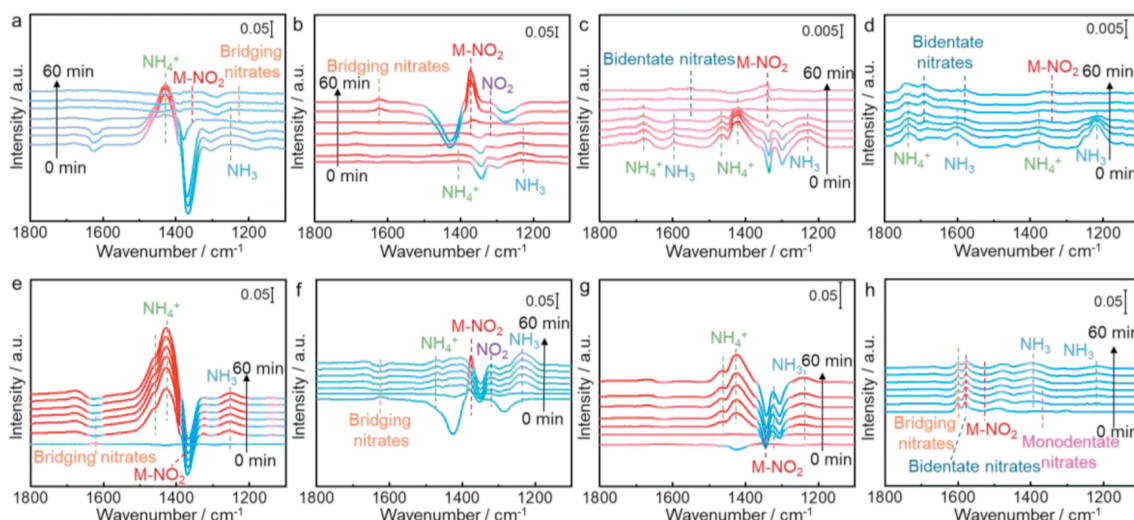 a
0.05
Bridging
nitrates
NH₄⁺
M-NO₂
60 min
0 min
NH₃
Intensity / a.u.
1800 1600 1400 1200
Wavenumber / cm⁻¹
b
0.05
M-NO₂
Bridging nitrates
NO₂
60 min
0 min
NH₄⁺
NH₃
Intensity / a.u.
1800 1600 1400 1200
Wavenumber / cm⁻¹
c
0.005
Bidentate nitrates
M-NO₂
60 min
NH₄⁺
NH₃
NH₄⁺
NH₃
0 min
Intensity / a.u.
1800 1600 1400 1200
Wavenumber / cm⁻¹
d
0.005
Bidentate
nitrates
M-NO₂
60 min
NH₄⁺
NH₃
NH₄⁺
NH₃
0 min
Intensity / a.u.
1800 1600 1400 1200
Wavenumber / cm⁻¹
e
0.05
NH₄⁺
60 min
NH₃
Bridging nitrates
M-NO₂
0 min
Intensity / a.u.
1800 1600 1400 1200
Wavenumber / cm⁻¹
f
0.05
60 min
M-NO₂
NH₄⁺
NO₂
NH₃
Bridging
nitrates
0 min
Intensity / a.u.
1800 1600 1400 1200
Wavenumber / cm⁻¹
g
0.05
NH₄⁺
60 min
NH₃
M-NO₂
0 min
Intensity / a.u.
1800 1600 1400 1200
Wavenumber / cm⁻¹
h
0.05
60 min
NH₃
NH₃
Bridging
nitrates
M-NO₂
0 min
Monodentate
nitrates
Bidentate nitrates
Intensity / a.u.
1800 1600 1400 1200
Wavenumber / cm⁻¹